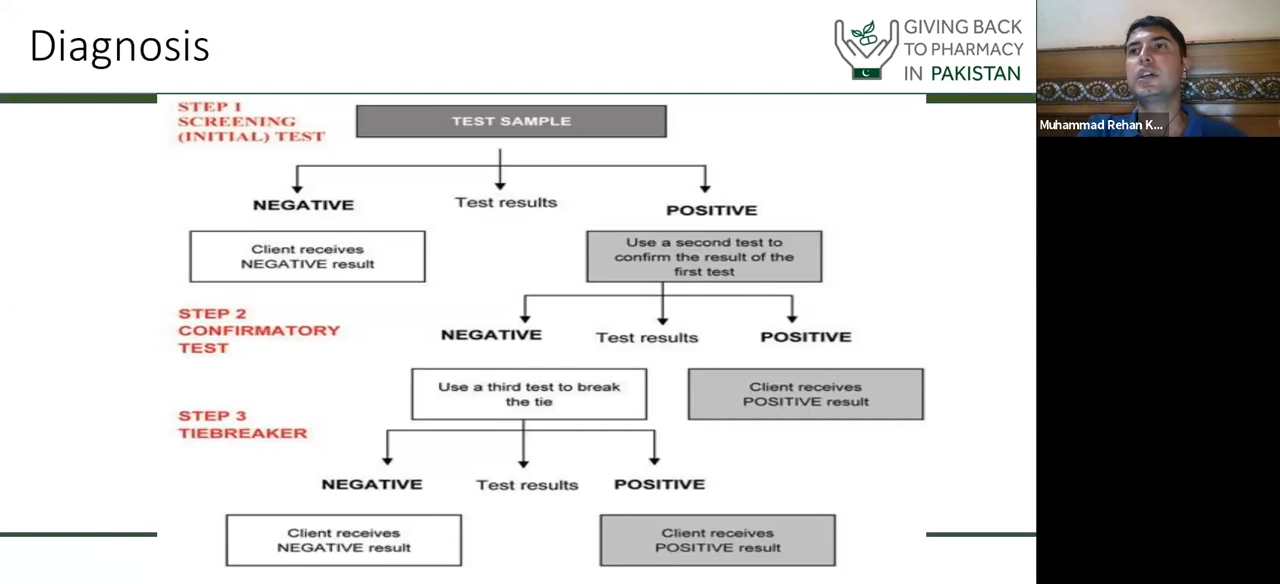 Diagnosis
GIVING BACK
TO PHARMACY
IN PAKISTAN
Muhammad Rehan K...
STEP 1
SCREENING
(INITIAL) TEST
TEST SAMPLE
NEGATIVE
Test results
POSITIVE
Client receives
NEGATIVE result
Use a second test to
confirm the result of the
first test
STEP 2
CONFIRMATORY
TEST
NEGATIVE
Test results
POSITIVE
Use a third test to break
the tie
Client receives
POSITIVE result
STEP 3
TIEBREAKER
NEGATIVE
Test results
POSITIVE
Client receives
NEGATIVE result
Client receives
POSITIVE result